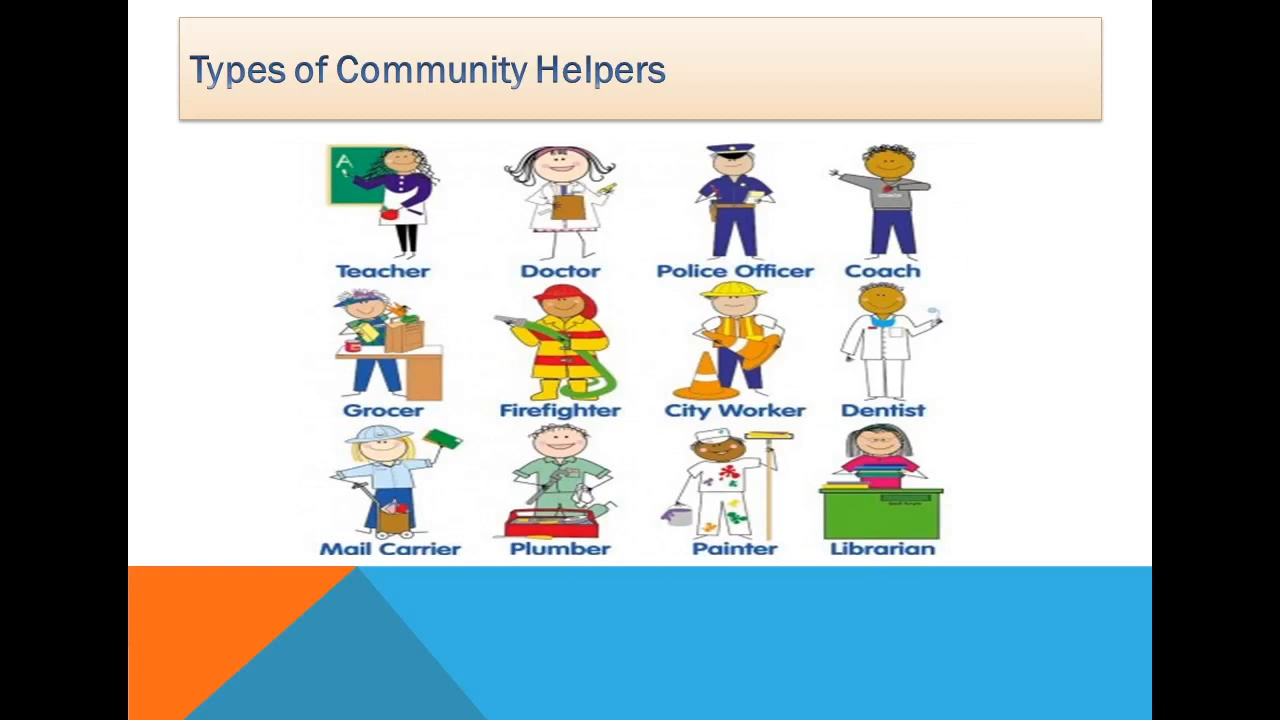 Types of Community Helpers
A
Teacher Doctor Police Officer Coach
Grocer Firefighter City Worker Dentist
Mail Carrier Plumber Painter Librarian